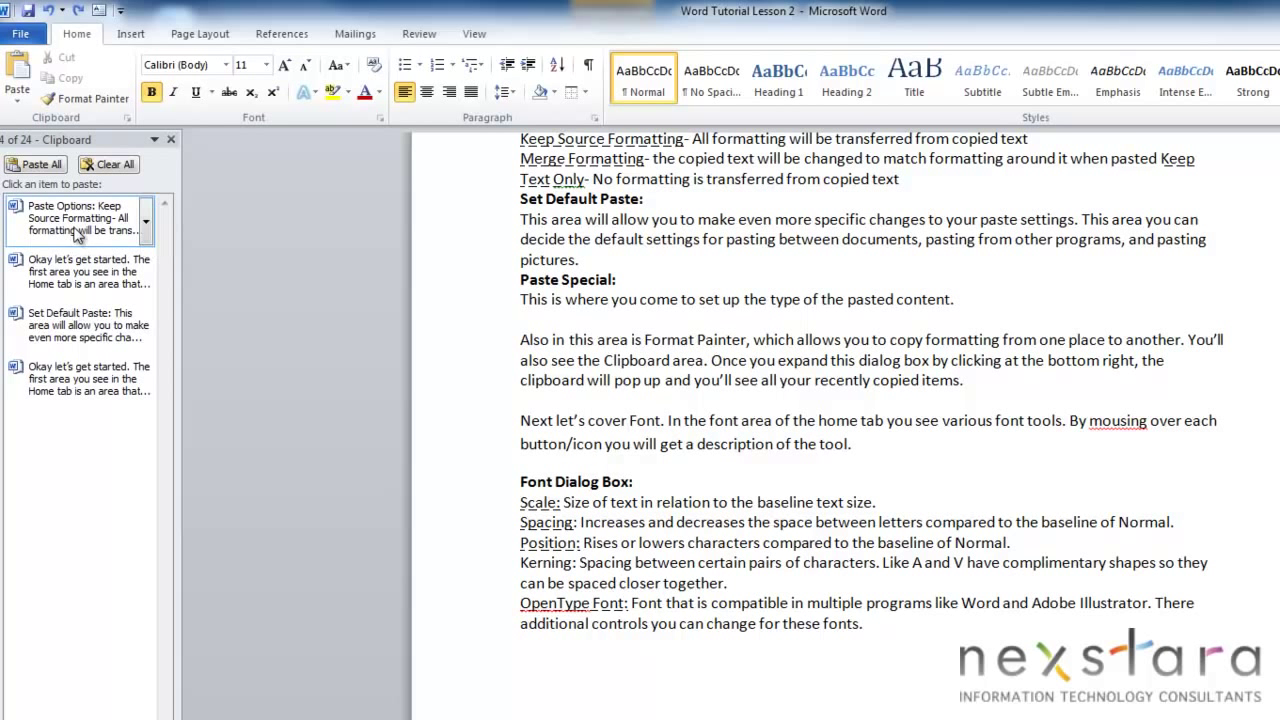 Word Tutorial Lesson 2 - Microsoft Word
File Home Insert Page Layout References Mailings Review View
Paste
Cut
Copy
Format Painter
Clipboard
Calibri (Body) 11
Font
Paragraph
AaBbCcDc ¶ Normal
AaBbCcDc ¶ No Spaci...
AaBbC Heading 1
AaBbCc Heading 2
AaB Title
AaBbCc. Subtitle
AaBbCcDc Subtle Em...
AaBbCcDc Emphasis
AaBbCcDc Intense E...
AaBbCcDc Strong
Styles
4 of 24 - Clipboard
Paste All Clear All
Click an item to paste:
Paste Options: Keep
Source Formatting- All
formatting will be trans...
Okay let's get started. The
first area you see in the
Home tab is an area that...
Set Default Paste: This
area will allow you to make
even more specific cha...
Okay let's get started. The
first area you see in the
Home tab is an area that...
Keep Source Formatting- All formatting will be transferred from copied text
Merge Formatting- the copied text will be changed to match formatting around it when pasted Keep
Text Only- No formatting is transferred from copied text
Set Default Paste:
This area will allow you to make even more specific changes to your paste settings. This area you can
decide the default settings for pasting between documents, pasting from other programs, and pasting
pictures.
Paste Special:
This is where you come to set up the type of the pasted content.
Also in this area is Format Painter, which allows you to copy formatting from one place to another. You'll
also see the Clipboard area. Once you expand this dialog box by clicking at the bottom right, the
clipboard will pop up and you'll see all your recently copied items.
Next let's cover Font. In the font area of the home tab you see various font tools. By mousing over each
button/icon you will get a description of the tool.
Font Dialog Box:
Scale: Size of text in relation to the baseline text size.
Spacing: Increases and decreases the space between letters compared to the baseline of Normal.
Position: Rises or lowers characters compared to the baseline of Normal.
Kerning: Spacing between certain pairs of characters. Like A and V have complimentary shapes so they
can be spaced closer together.
OpenType Font: Font that is compatible in multiple programs like Word and Adobe Illustrator. There
additional controls you can change for these fonts.
nexstara
INFORMATION TECHNOLOGY CONSULTANTS